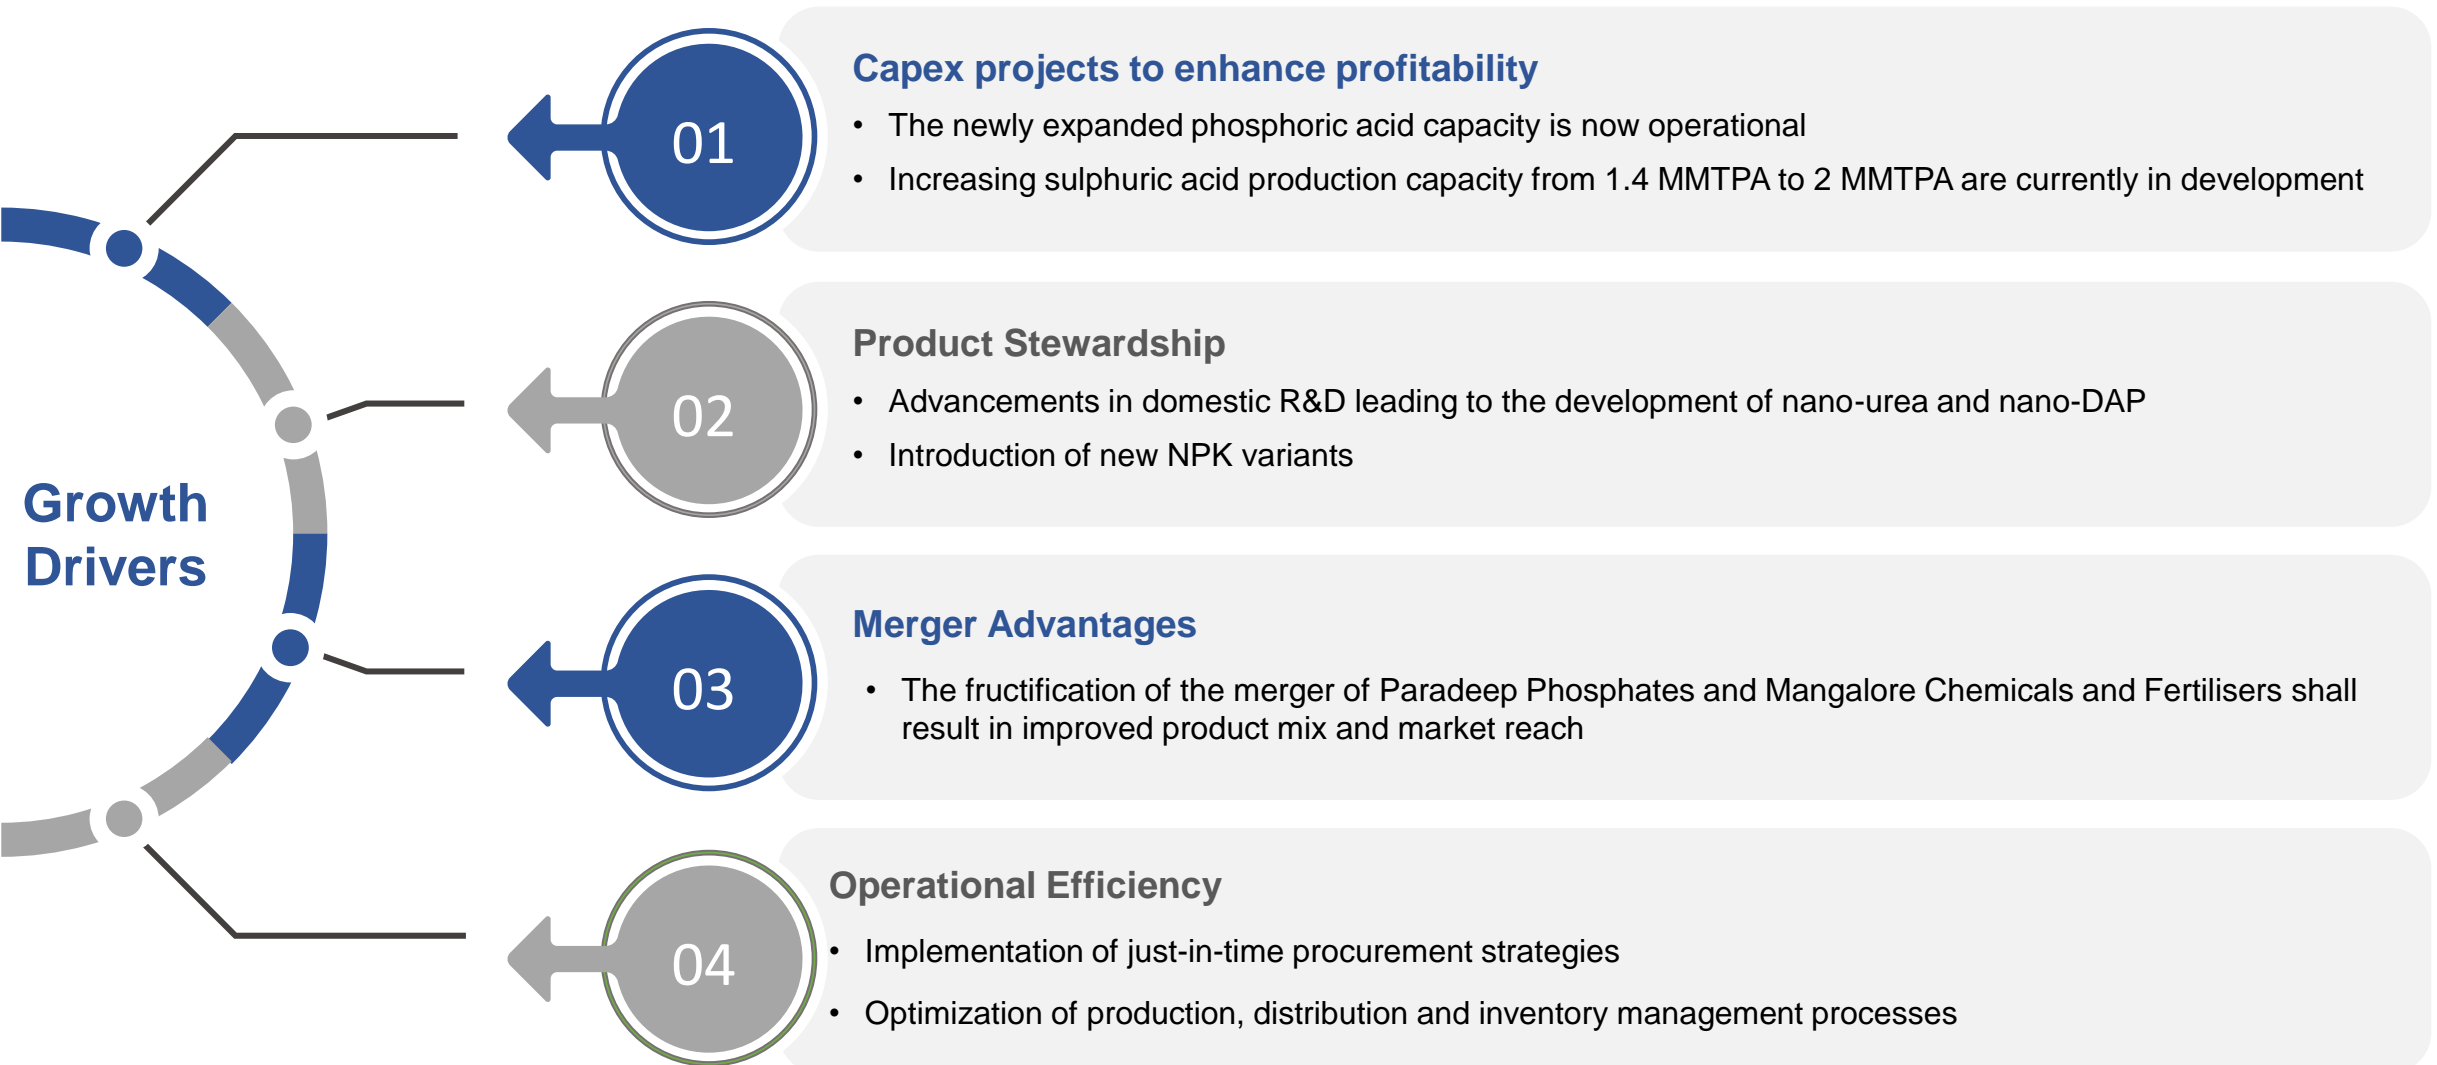 Growth
Drivers
01
Capex projects to enhance profitability
• The newly expanded phosphoric acid capacity is now operational
• Increasing sulphuric acid production capacity from 1.4 MMTPA to 2 MMTPA are currently in development
02
Product Stewardship
• Advancements in domestic R&D leading to the development of nano-urea and nano-DAP
• Introduction of new NPK variants
03
Merger Advantages
• The fructification of the merger of Paradeep Phosphates and Mangalore Chemicals and Fertilisers shall
result in improved product mix and market reach
04
Operational Efficiency
• Implementation of just-in-time procurement strategies
• Optimization of production, distribution and inventory management processes